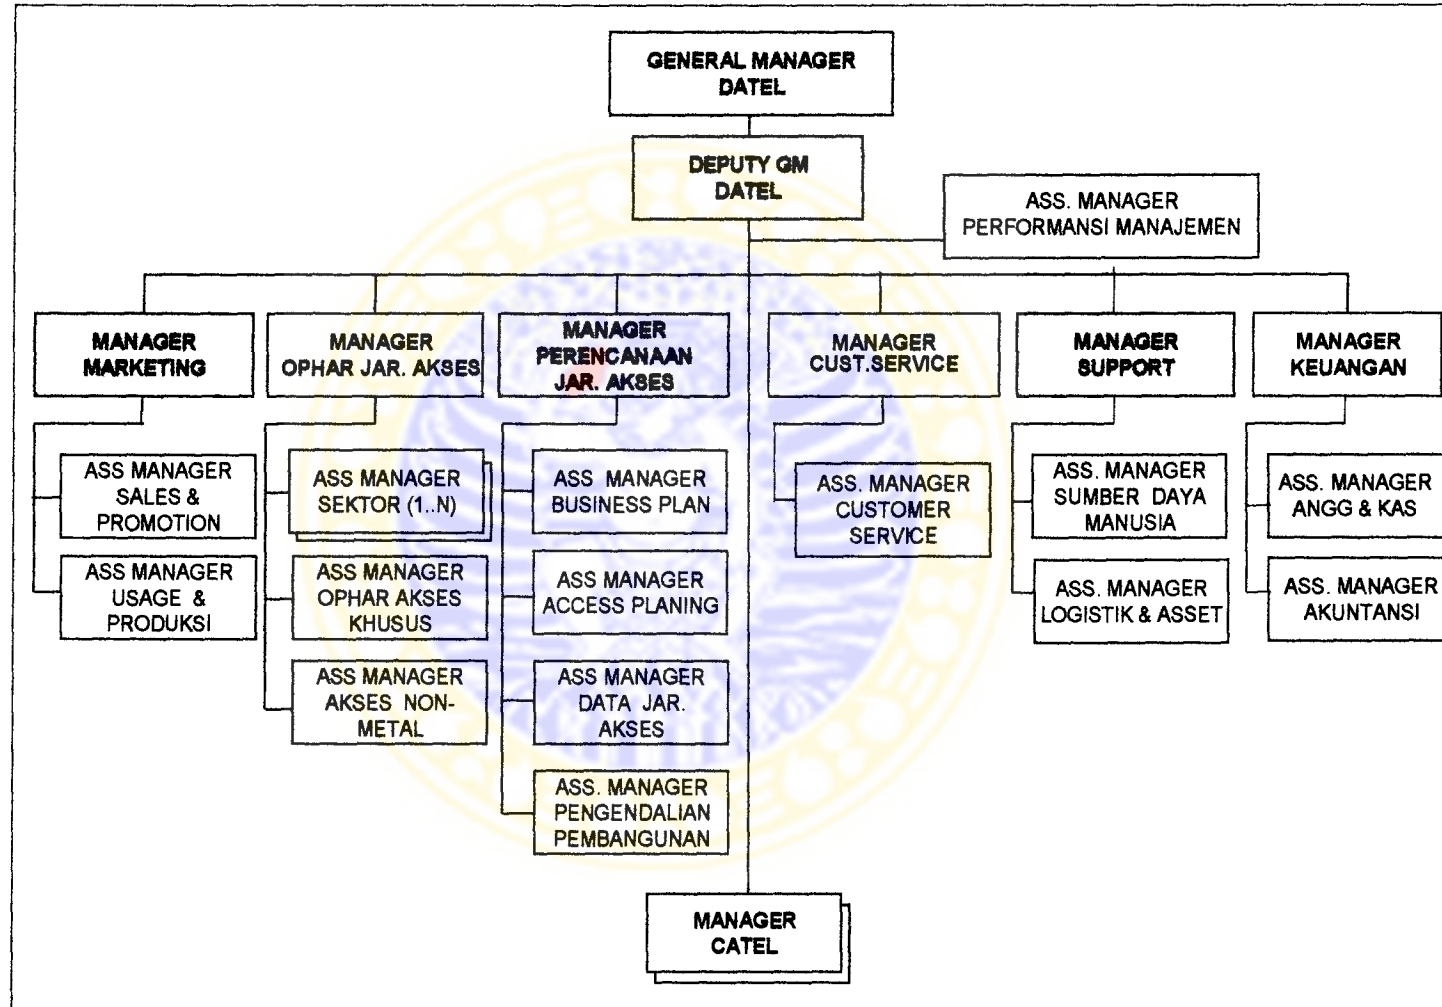 GENERAL MANAGER
DATEL
DEPUTY GM
DATEL
ASS. MANAGER
PERFORMANSI MANAJEMEN
MANAGER
MARKETING
MANAGER
OPHAR JAR. AKSES
MANAGER
PERENCANAAN
JAR. AKSES
MANAGER
CUST.SERVICE
MANAGER
SUPPORT
MANAGER
KEUANGAN
ASS MANAGER
SALES &
PROMOTION
ASS MANAGER
USAGE &
PRODUKSI
ASS MANAGER
SEKTOR (1..N)
ASS MANAGER
OPHAR AKSES
KHUSUS
ASS MANAGER
AKSES NON-
METAL
ASS MANAGER
BUSINESS PLAN
ASS MANAGER
ACCESS PLANING
ASS MANAGER
DATA JAR.
AKSES
ASS. MANAGER
PENGENDALIAN
PEMBANGUNAN
ASS. MANAGER
CUSTOMER
SERVICE
ASS. MANAGER
SUMBER DAYA
MANUSIA
ASS. MANAGER
LOGISTIK & ASSET
ASS. MANAGER
ANGG & KAS
ASS. MANAGER
AKUNTANSI
MANAGER
CATEL